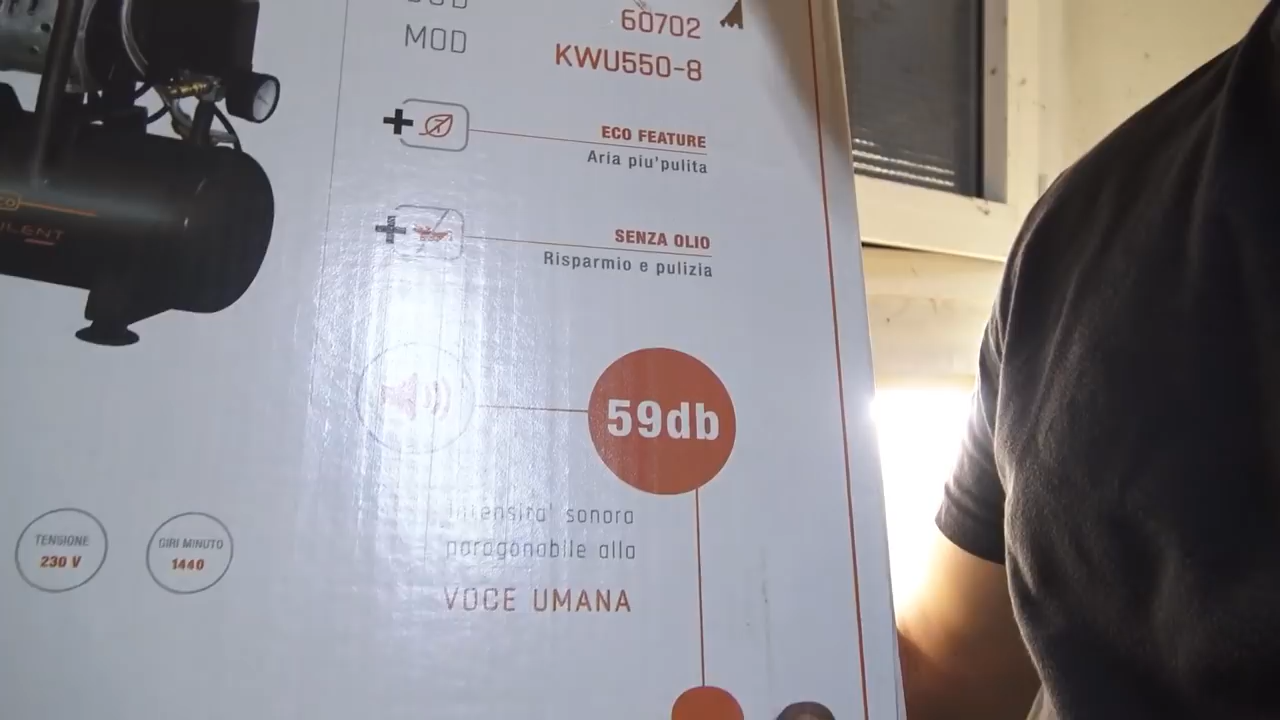 60702
MOD
KWU550-8
ECO FEATURE
Aria piu'pulita
SENZA OLIO
Risparmio e pulizia
59db
Intensita' sonora
paragonabile alla
VOCE UMANA
TENSIONE
230 V
GIRI MINUTO
1440